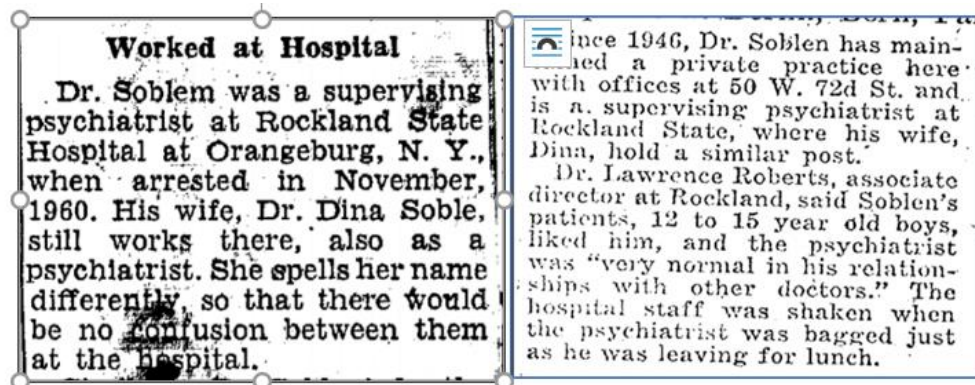 Worked at Hospital
Dr. Soblem was a supervising
psychiatrist at Rockland State
Hospital at Orangeburg, N. Y.,
when arrested in November,
1960. His wife, Dr. Dina Soble,
still works there, also as a
psychiatrist. She spells her name
differently, so that there would
be no confusion between them
at the hospital.
ince 1946, Dr. Soblen has main-
ned a private practice here
with offices at 50 W. 72d St. and
is a supervising psychiatrist at
Rockland State, where his wife,
Dina, hold a similar post.
Dr. Lawrence Roberts, associate
director at Rockland, said Soblen's
patients, 12 to 15 year old boys,
liked him, and the psychiatrist
was "very normal in his relation-
ships with other doctors." The
hospital staff was shaken when
the psychiatrist was bagged just
as he was leaving for lunch.